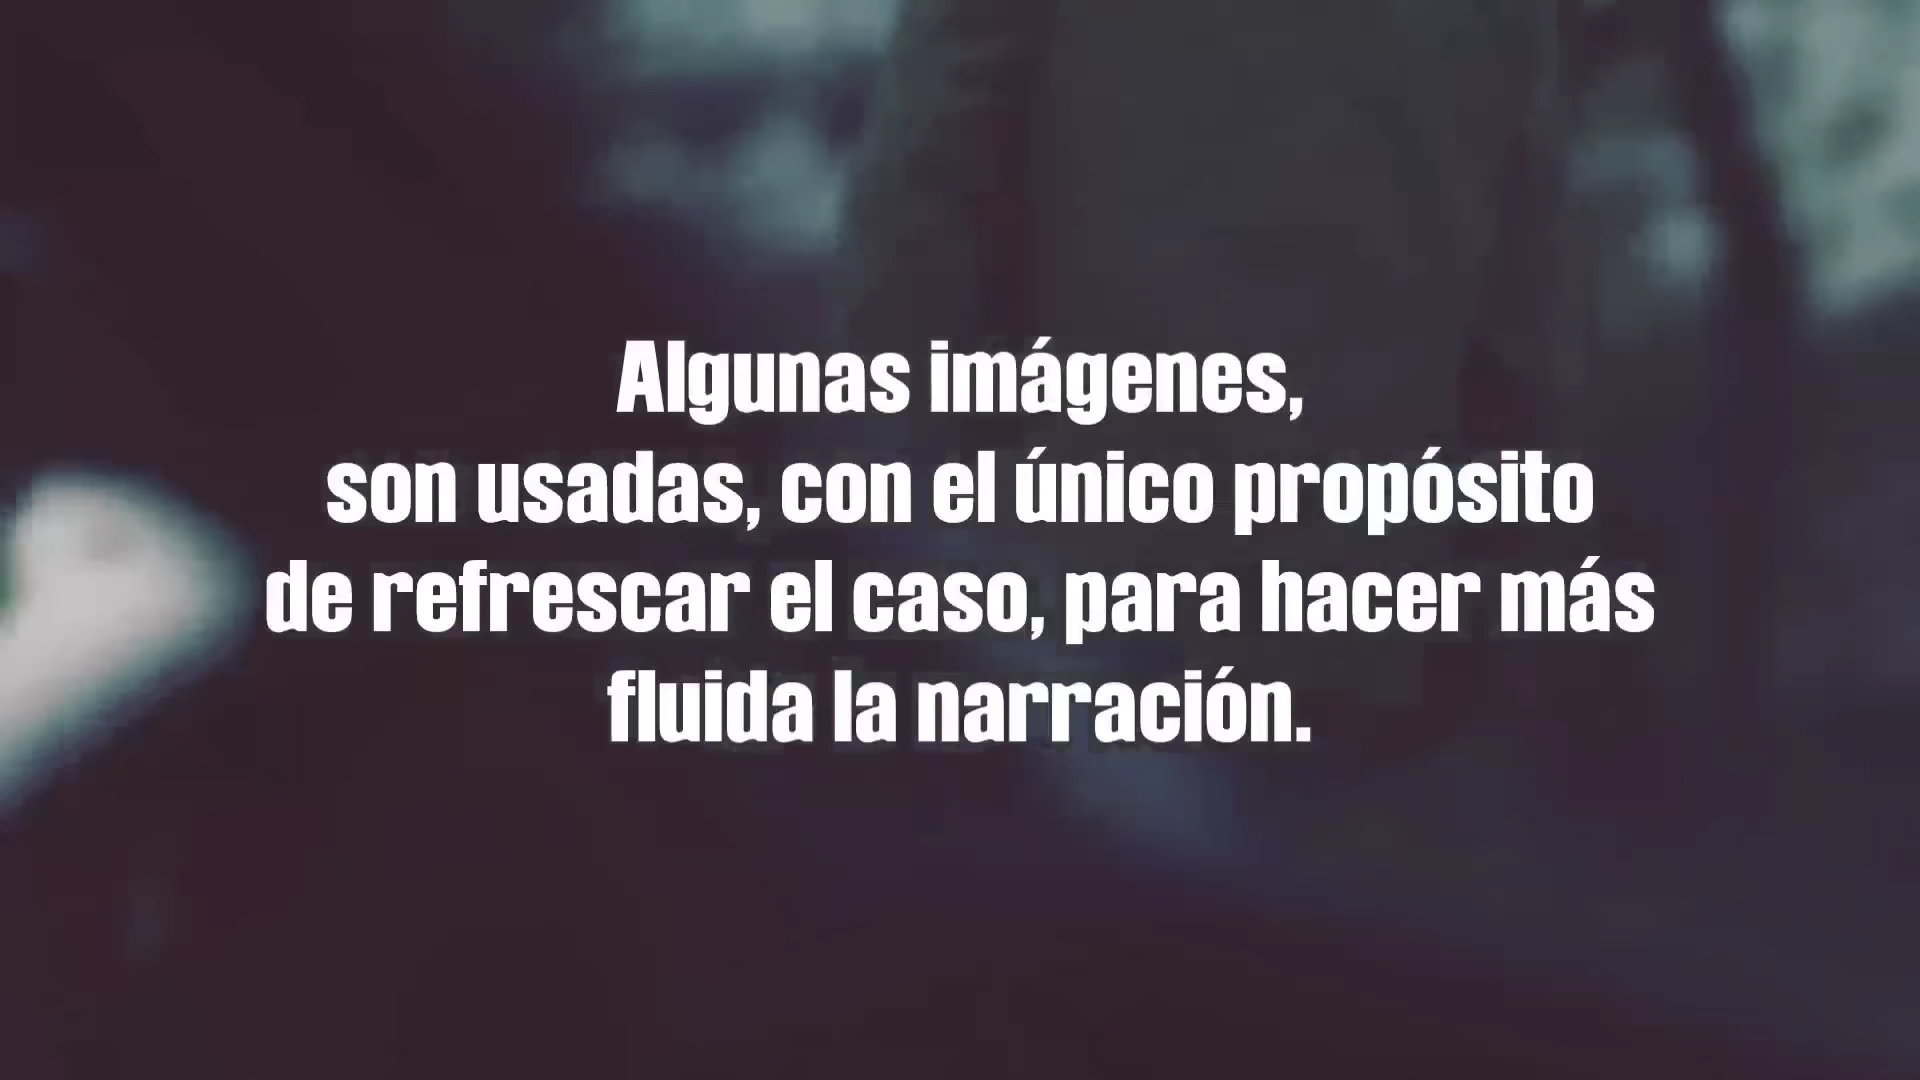 Algunas imágenes,
son usadas, con el único propósito
de refrescar el caso, para hacer más
fluida la narración.